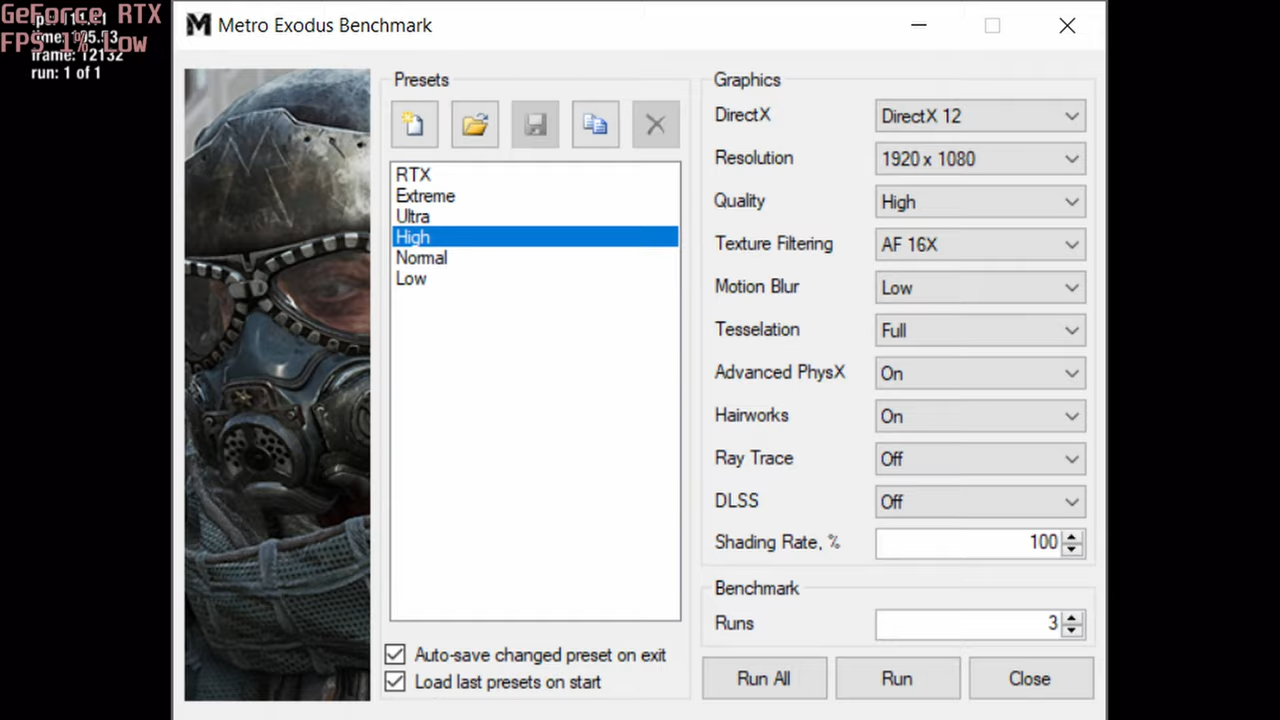 GeForce RTX
FPS 1% Low
frame: 12132
run: 1 of 1
Metro Exodus Benchmark
Presets
RTX
Extreme
Ultra
High
Normal
Low
Auto-save changed preset on exit
Load last presets on start
Graphics
DirectX DirectX 12
Resolution 1920 x 1080
Quality High
Texture Filtering AF 16X
Motion Blur Low
Tesselation Full
Advanced PhysX On
Hairworks On
Ray Trace Off
DLSS Off
Shading Rate, % 100
Benchmark
Runs 3
Run All Run Close